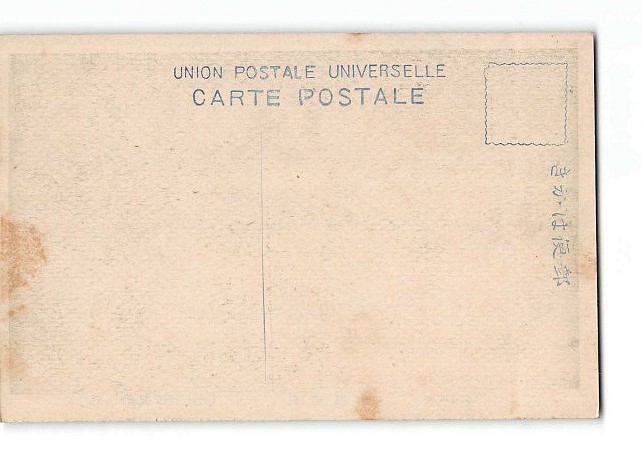 UNION POSTALE UNIVERSELLE
CARTE POSTALE
きかは便郵